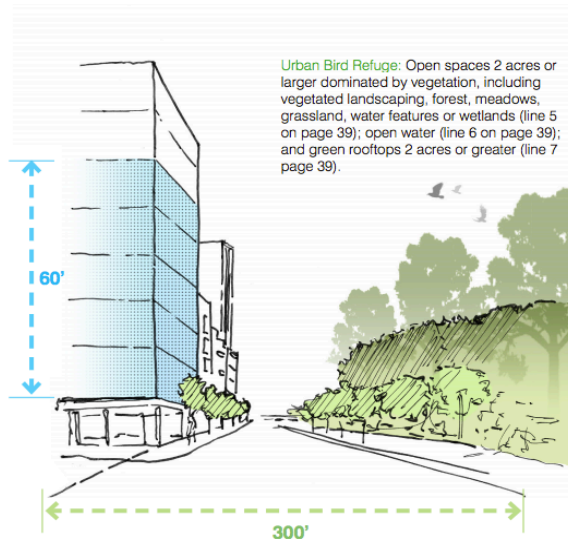 Urban Bird Refuge: Open spaces 2 acres or
larger dominated by vegetation, including
vegetated landscaping, forest, meadows,
grassland, water features or wetlands (line 5
on page 39); open water (line 6 on page 39);
and green rooftops 2 acres or greater (line 7
page 39).
60’
300’